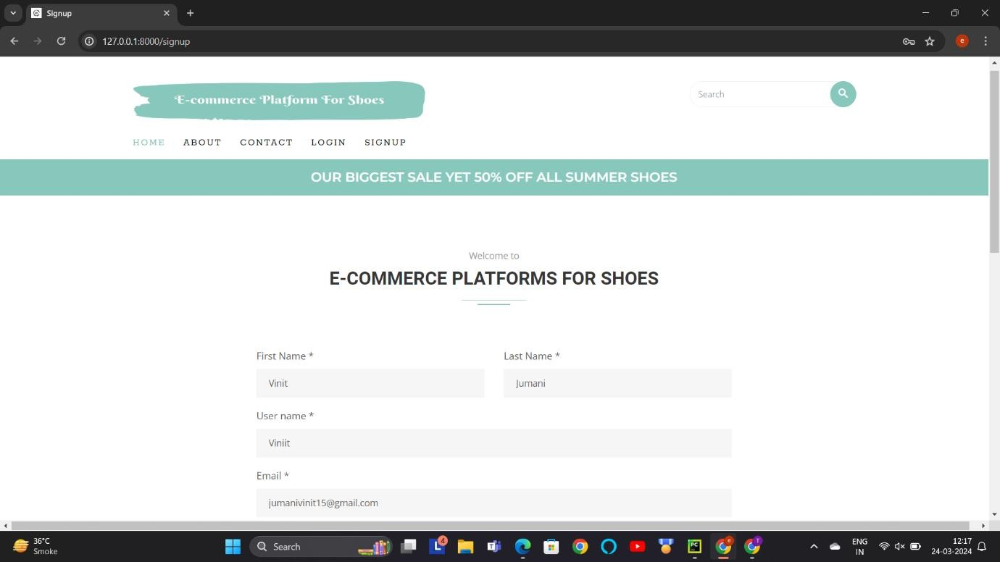 Signup
127.0.0.1:8000/signup
e
E-commerce Platform For Shoes
Search
HOME ABOUT CONTACT LOGIN SIGNUP
OUR BIGGEST SALE YET 50% OFF ALL SUMMER SHOES
Welcome to
E-COMMERCE PLATFORMS FOR SHOES
First Name * Last Name *
Vinit Jumani
User name *
Viniit
Email *
jumanivinit15@gmail.com
36°C
Smoke
Search
L 4
PC
e
T
ENG
IN
12:17
24-03-2024